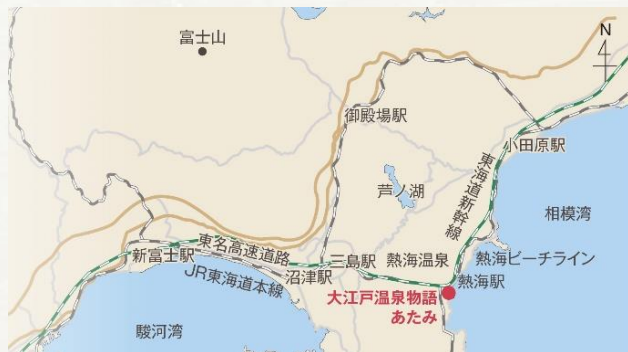 富士山
N
御殿場駅
小田原駅
芦ノ湖
東海道新幹線
相模湾
東名高速道路
新富士駅
三島駅
熱海温泉
熱海ビーチライン
沼津駅
熱海駅
JR東海道本線
大江戸温泉物語
あたみ
駿河湾